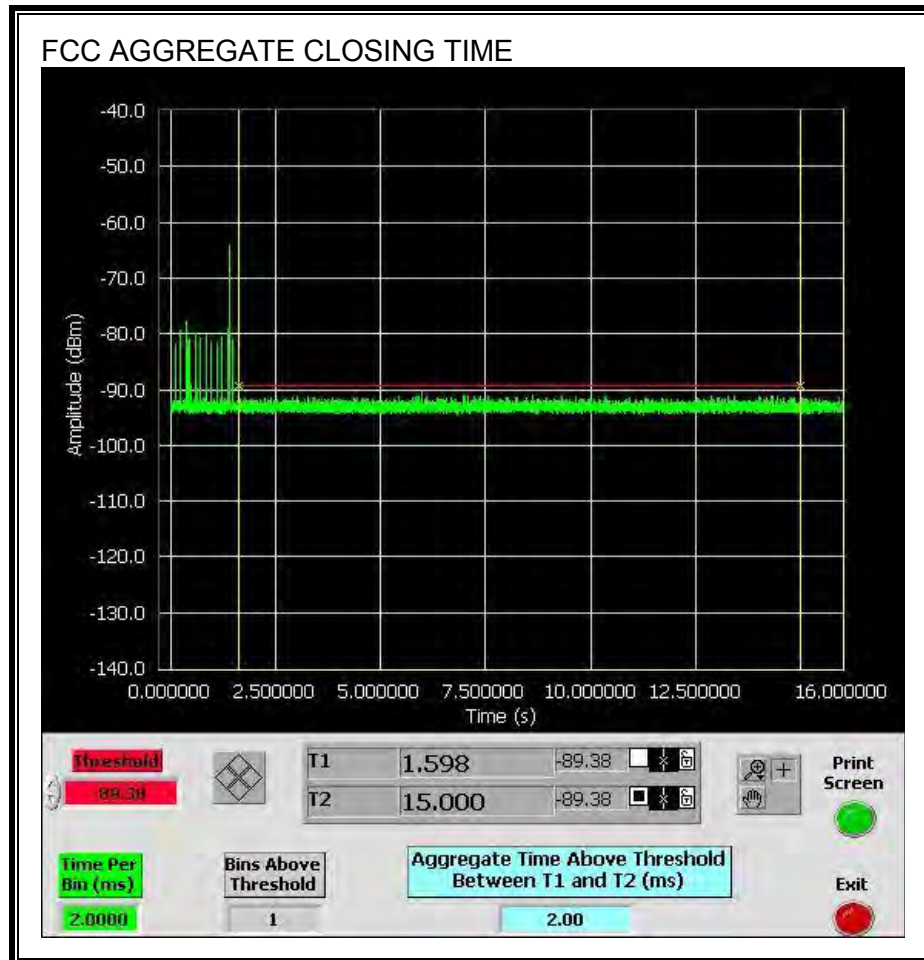 FCC AGGREGATE CLOSING TIME
-40.0
-50.0
-60.0
-70.0
-80.0
-90.0
-100.0
-110.0
-120.0
-130.0
-140.0
Amplitude (dBm)
0.000000 2.500000 5.000000 7.500000 10.000000 12.500000 16.000000
Time (s)
Threshold
-89.38
T1 1.598 -89.38
T2 15.000 -89.38
Print Screen
Time Per Bin (ms)
2.0000
Bins Above Threshold
1
Aggregate Time Above Threshold
Between T1 and T2 (ms)
2.00
Exit